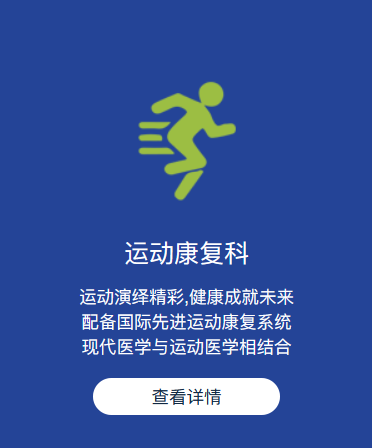 运动康复科
运动演绎精彩,健康成就未来
配备国际先进运动康复系统
现代医学与运动医学相结合
查看详情